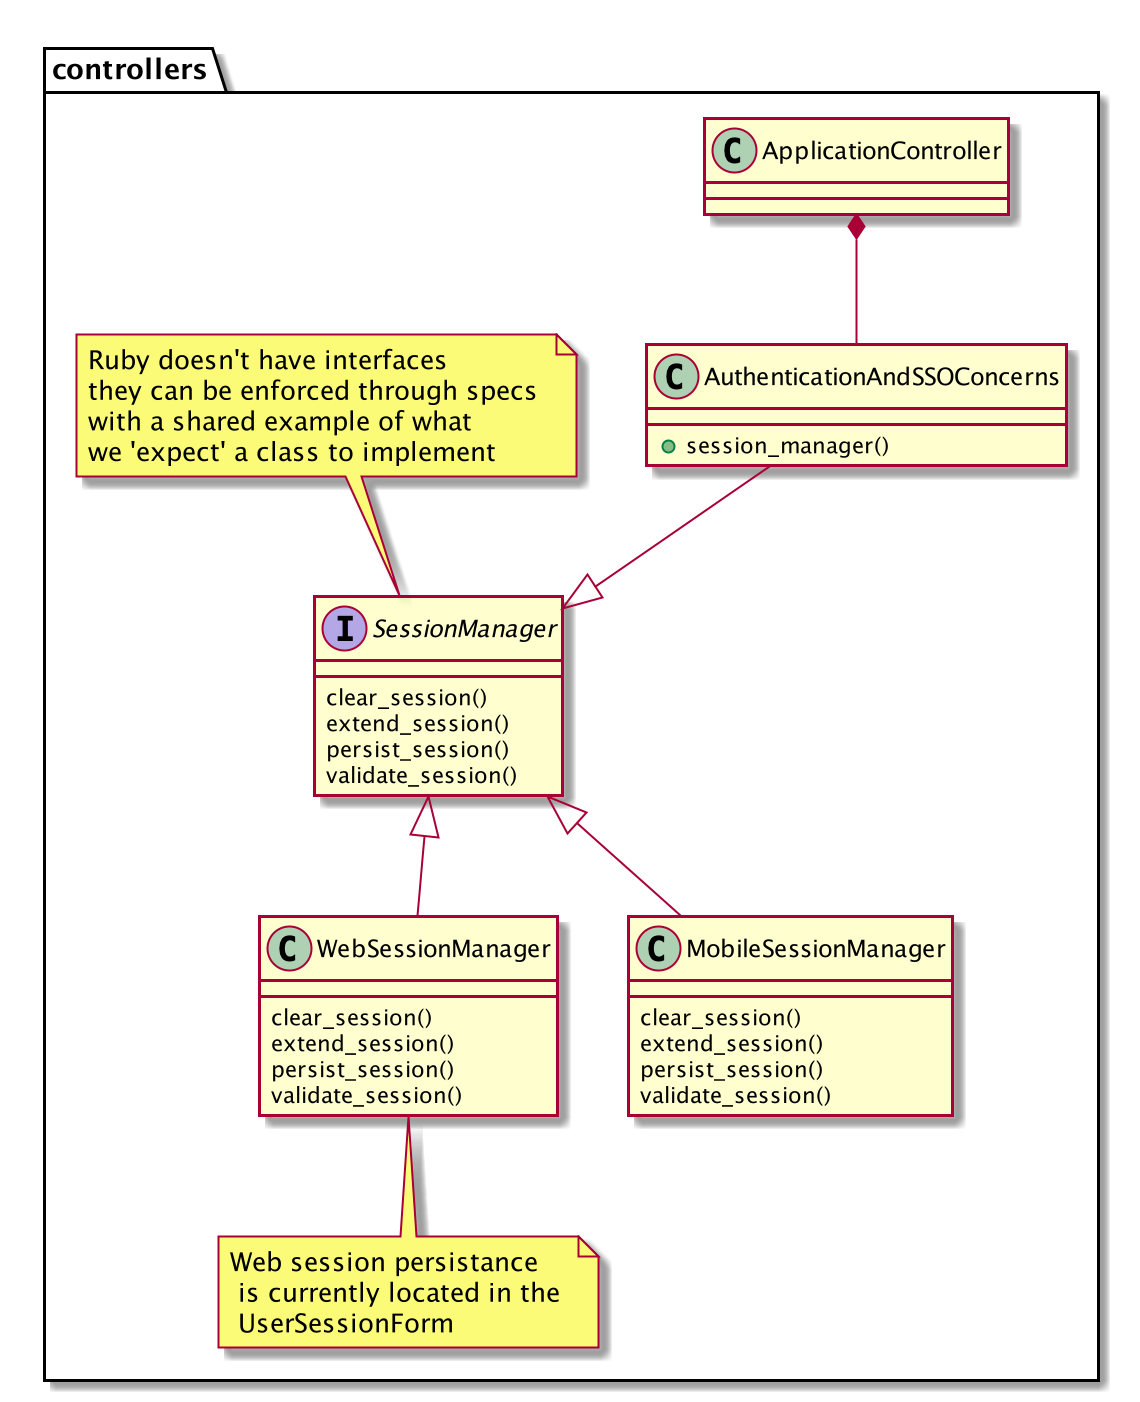 controllers
C ApplicationController
Ruby doesn't have interfaces
they can be enforced through specs
with a shared example of what
we 'expect' a class to implement
C AuthenticationAndSSOConcerns
session_manager()
I SessionManager
clear_session()
extend_session()
persist_session()
validate_session()
C WebSessionManager
clear_session()
extend_session()
persist_session()
validate_session()
C MobileSessionManager
clear_session()
extend_session()
persist_session()
validate_session()
Web session persistance
is currently located in the
UserSessionForm